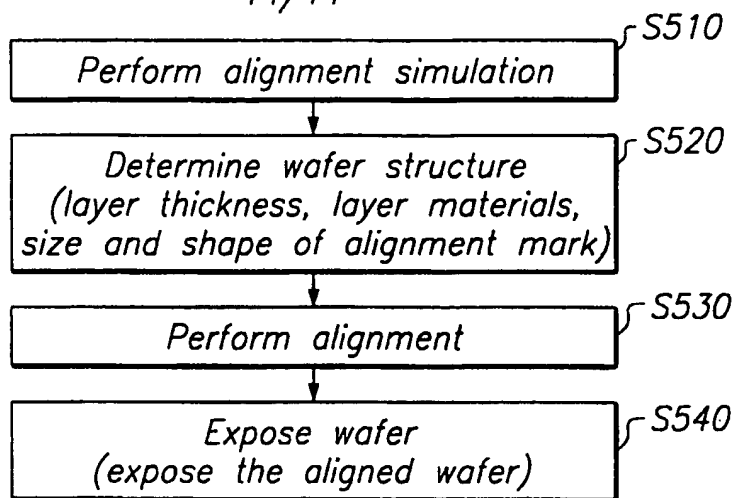 S510
Perform alignment simulation
S520
Determine wafer structure
(layer thickness, layer materials,
size and shape of alignment mark)
S530
Perform alignment
S540
Expose wafer
(expose the aligned wafer)